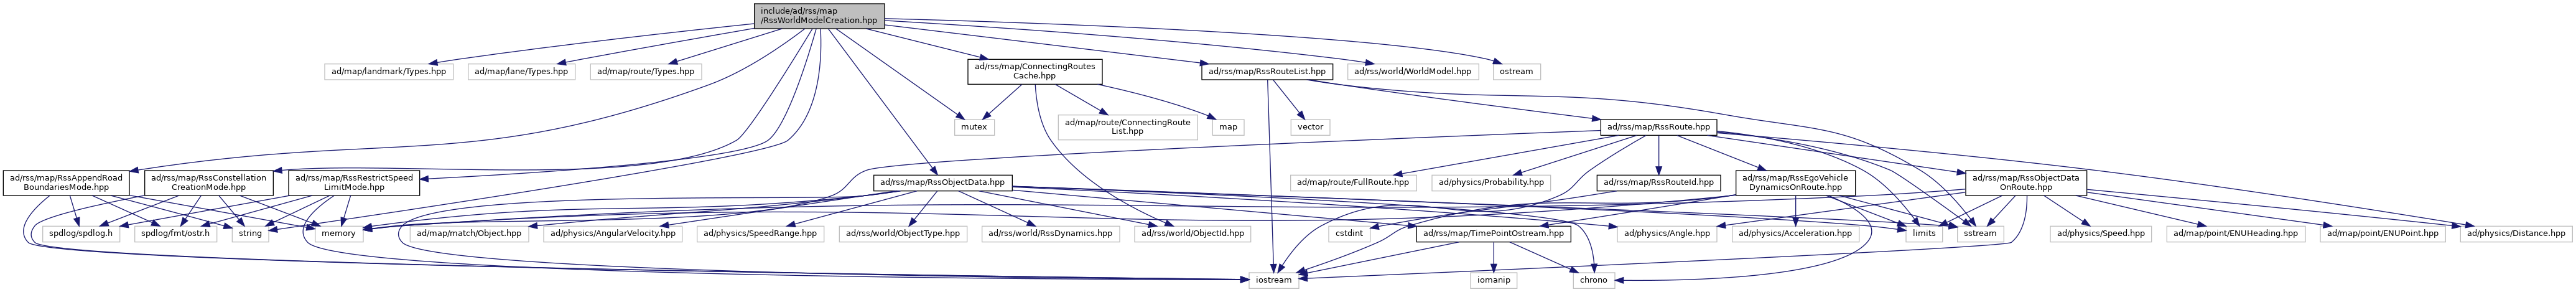 include/ad/rss/map
/RssWorldModelCreation.hpp
ad/map/landmark/Types.hpp
ad/map/lane/Types.hpp
ad/map/route/Types.hpp
ad/rss/map/ConnectingRoutes
Cache.hpp
ad/rss/map/RssRouteList.hpp
ad/rss/world/WorldModel.hpp
ostream
mutex
ad/map/route/ConnectingRoute
List.hpp
map
vector
ad/rss/map/RssRoute.hpp
ad/rss/map/RssAppendRoad
BoundariesMode.hpp
ad/rss/map/RssConstellation
CreationMode.hpp
ad/rss/map/RssRestrictSpeed
LimitMode.hpp
ad/rss/map/RssObjectData.hpp
ad/map/route/FullRoute.hpp
ad/physics/Probability.hpp
ad/rss/map/RssRouteId.hpp
ad/rss/map/RssEgoVehicle
DynamicsOnRoute.hpp
ad/rss/map/RssObjectData
OnRoute.hpp
spdlog/spdlog.h
spdlog/fmt/ostr.h
string
memory
ad/map/match/Object.hpp
ad/physics/AngularVelocity.hpp
ad/physics/SpeedRange.hpp
ad/rss/world/ObjectType.hpp
ad/rss/world/RssDynamics.hpp
ad/rss/world/ObjectId.hpp
cstdint
ad/rss/map/TimePointOstream.hpp
ad/physics/Angle.hpp
ad/physics/Acceleration.hpp
limits
sstream
ad/physics/Speed.hpp
ad/map/point/ENUHeading.hpp
ad/map/point/ENUPoint.hpp
ad/physics/Distance.hpp
iostream
iomanip
chrono